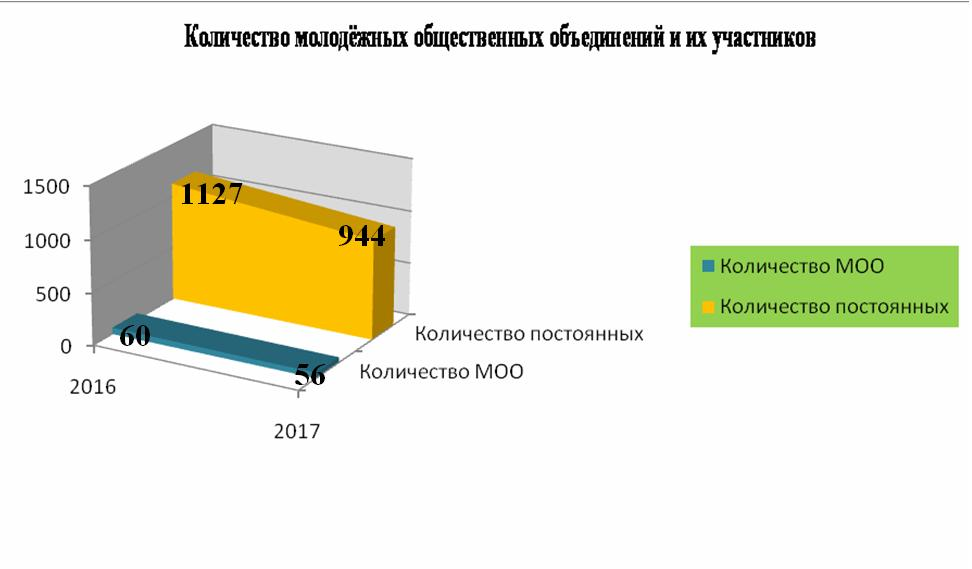 Количество молодёжных общественных объединений и их участников
1500
1000
500
0
1127
944
60
56
2016
2017
Количество постоянных
Количество МОО
Количество МОО
Количество постоянных